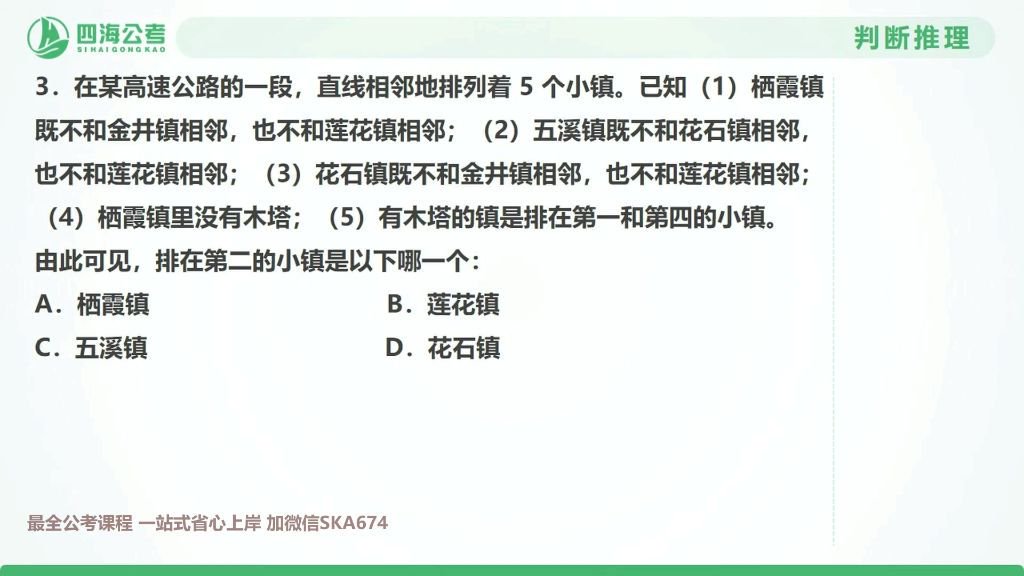 四海公考
SIHAIGONGKAO
判断推理
3．在某高速公路的一段，直线相邻地排列着 5 个小镇。已知（1）栖霞镇
既不和金井镇相邻，也不和莲花镇相邻；（2）五溪镇既不和花石镇相邻，
也不和莲花镇相邻；（3）花石镇既不和金井镇相邻，也不和莲花镇相邻；
（4）栖霞镇里没有木塔；（5）有木塔的镇是排在第一和第四的小镇。
由此可见，排在第二的小镇是以下哪一个：
A．栖霞镇 B．莲花镇
C．五溪镇 D．花石镇
最全公考课程 一站式省心上岸 加微信SKA674